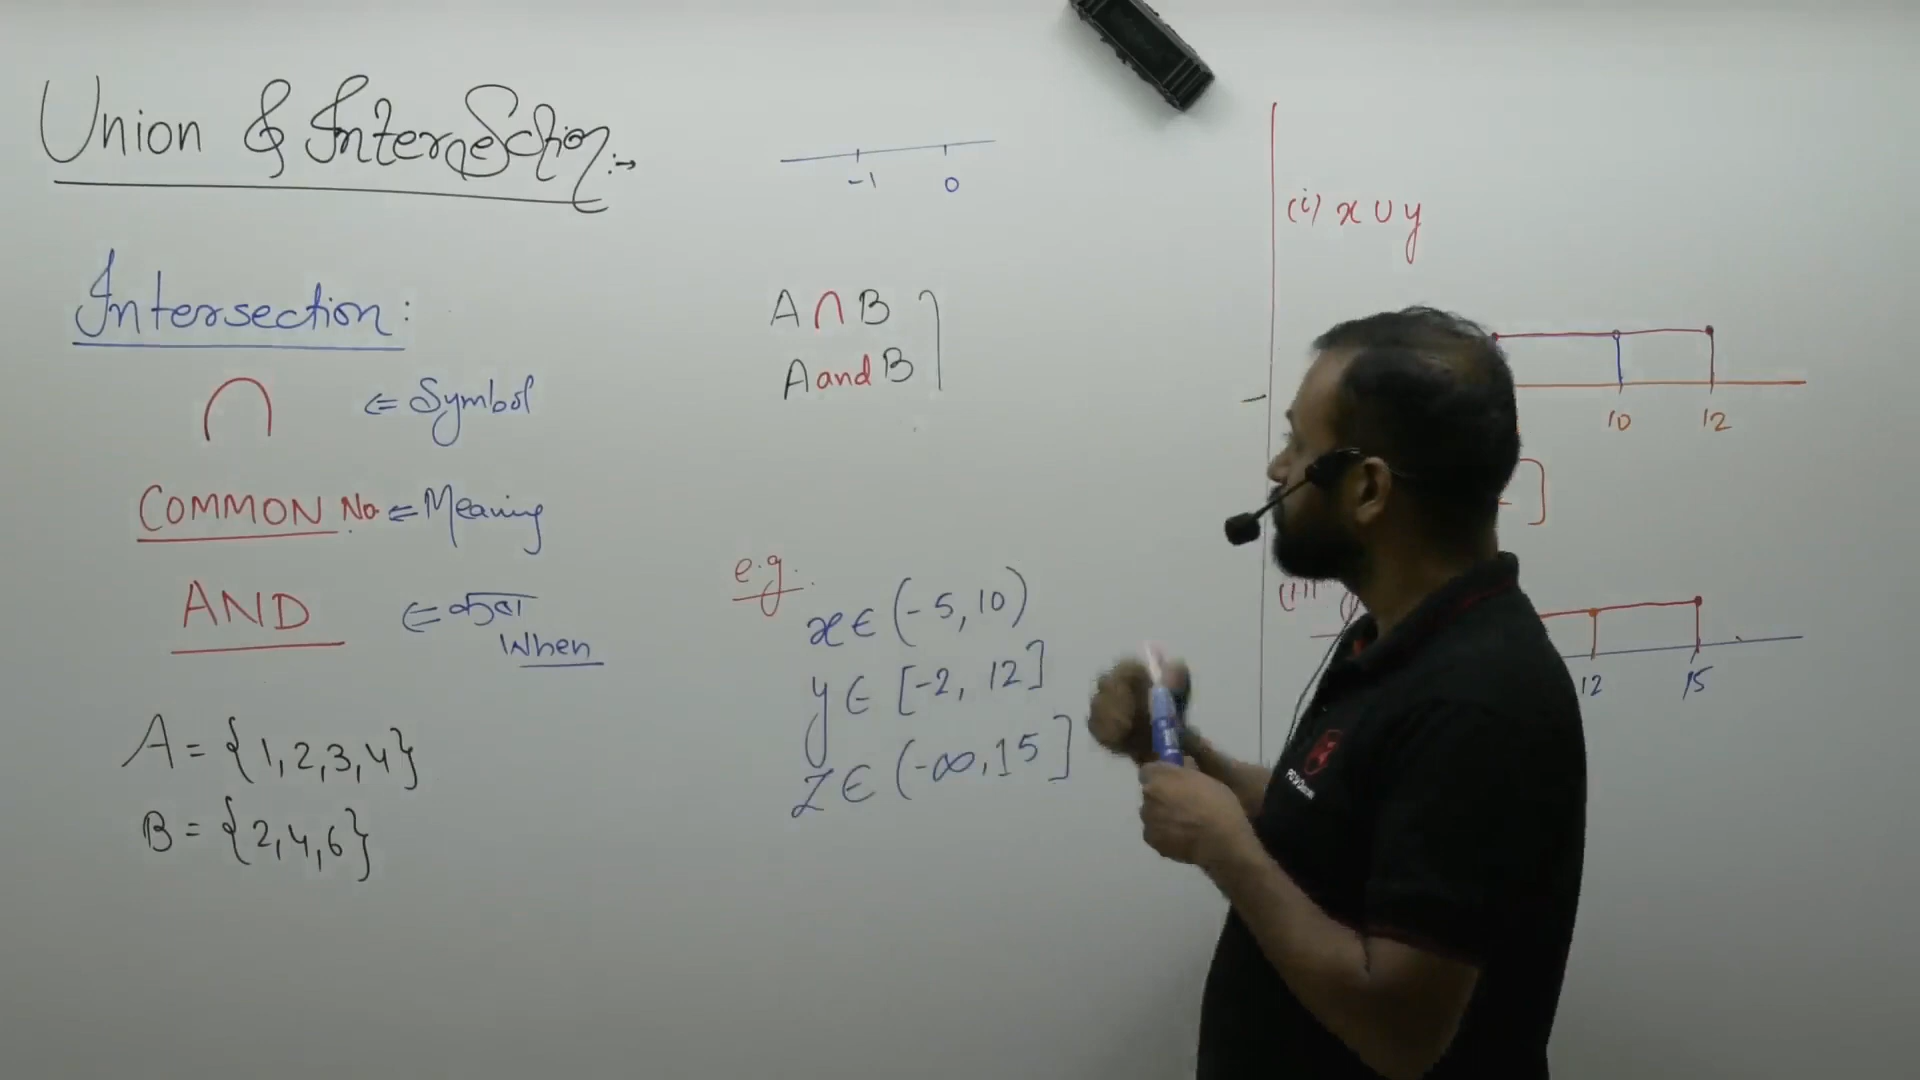 Union & Intersection :→
-1 0
Intersection :
∩ ⇐ Symbol
COMMON No. ⇐ Meaning
AND ⇐ कब
When
A = {1,2,3,4}
B = {2,4,6}
A ∩ B
A and B
e.g.
x ∈ (-5, 10)
y ∈ [-2, 12]
z ∈ (-∞, 15]
(i) x ∪ y
10 12
]
12 15